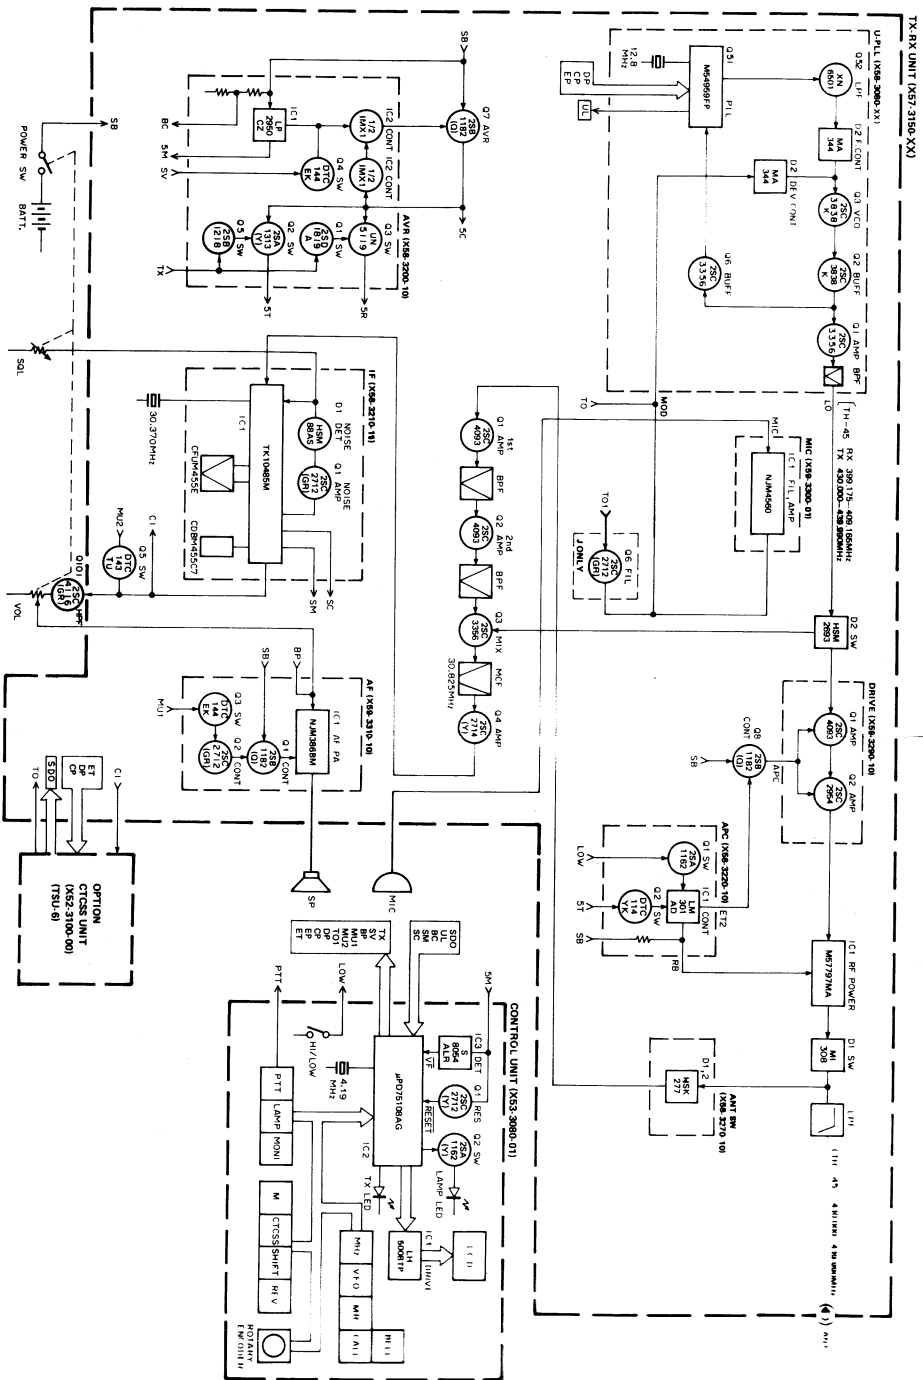 TX-RX UNIT (X57-3150-XX)
U-PLL (X58-3080-XX)
Q52 LPF
XN
6501
D2 F.CONT
MA
344
Q3 VCO
2SC
3838
K
Q2 BUFF
2SC
3838
K
Q1 AMP
2SC
3356
BPF
LO
Q51
M54959FP
PLL
12.8
MHz
DP
CP
EP
UL
D2
DEV CONT
MA
344
Q6 BUFF
2SC
3356
TH-45
RX 399.175-409.165MHz
TX 430.000-439.990MHz
MOD
TO
MIC
MIC (X59-3300-01)
IC1 FIL,AMP
NJM4560
TO1
Q6 FIL
2SC
2712
(GR)
J ONLY
D2 SW
HSM
2693
DRIVE (X59-3290-10)
Q1 AMP
2SC
4093
Q2 AMP
2SC
2954
APC
Q8
CONT
2SB
1182
(Q)
SB
APC (X58-3220-10)
LOW
Q1 SW
2SA
1162
IC1
CONT
LM
301
AD
ET2
5T
Q2 SW
DTC
114
YK
SB
RB
IC1 RF POWER
M57797MA
D1 SW
MI
308
LPF
ANT SW
(X58-3270-10)
D1,2
HSK
277
ANT
SB
Q7 AVR
2SB
1182
(Q)
5C
AVR (X58-3200-10)
IC1
LP
2950
CZ
IC2 CONT
1/2
IMX1
IC2 CONT
1/2
IMX1
Q4 SW
DTC
144
EK
Q3 SW
UN
5119
Q1 SW
2SD
1819
A
Q2 SW
2SA
1313
(Y)
Q5 SW
2SB
1218
BC
5M
SV
TX
5R
5T
SB
POWER SW
BATT.
SQL
IF (X58-3210-11)
D1
NOISE
DET
HSM
88AS
Q1 NOISE
AMP
2SC
2712
(GR)
IC1
TK10485M
30.370MHz
CFUM455E
CDBM455C7
SC
SM
CI
MU2
Q5 SW
DTC
143
TU
Q101
2SC
4116
(GR)
HPF
VOL
Q1 1st
AMP
2SC
4093
BPF
Q2 2nd
AMP
2SC
4093
BPF
Q3
MIX
2SC
3356
MCF
30.825MHz
Q4 AMP
2SC
2714
(Y)
AF (X59-3310-10)
BP
SB
IC1 AF PA
NJM386BM
Q1 CONT
2SB
1182
(Q)
Q2 CONT
2SC
2712
(GR)
Q3 SW
DTC
144
EK
MU1
SP
MIC
CI
ET
DP
CP
SDO
TO
OPTION
CTCSS UNIT
(X52-3100-00)
(TSU-6)
SDO
UL
BC
SM
SC
TX
SV
BP
MU1
MU2
TO1
DP
CP
EP
ET
CONTROL UNIT (X53-3080-01)
5M
IC3
DET
S
8054
ALR
VF
Q1
RES
2SC
2712
(Y)
RESET
Q2 SW
2SA
1162
(Y)
µPD75108AG
IC2
4.19
MHz
LOW
HI/LOW
PTT
TX LED
LAMP LED
IC1
DRIVE
LH
5008TP
LCD
PTT
LAMP
MONI
M
CTCSS
SHIFT
REV
MHz
VFO
MR
CALL
BELL
ROTARY
ENCODER